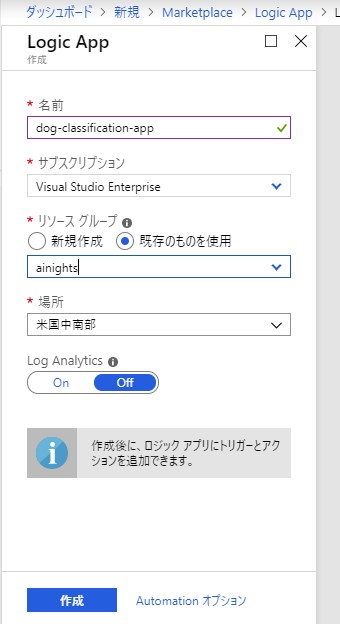 ダッシュボード > 新規 > Marketplace > Logic App >
Logic App
作成
* 名前
dog-classification-app
* サブスクリプション
Visual Studio Enterprise
* リソース グループ
新規作成 既存のものを使用
ainights
* 場所
米国中南部
Log Analytics
On Off
作成後に、ロジック アプリにトリガーとアク
ションを追加できます。
作成 Automation オプション